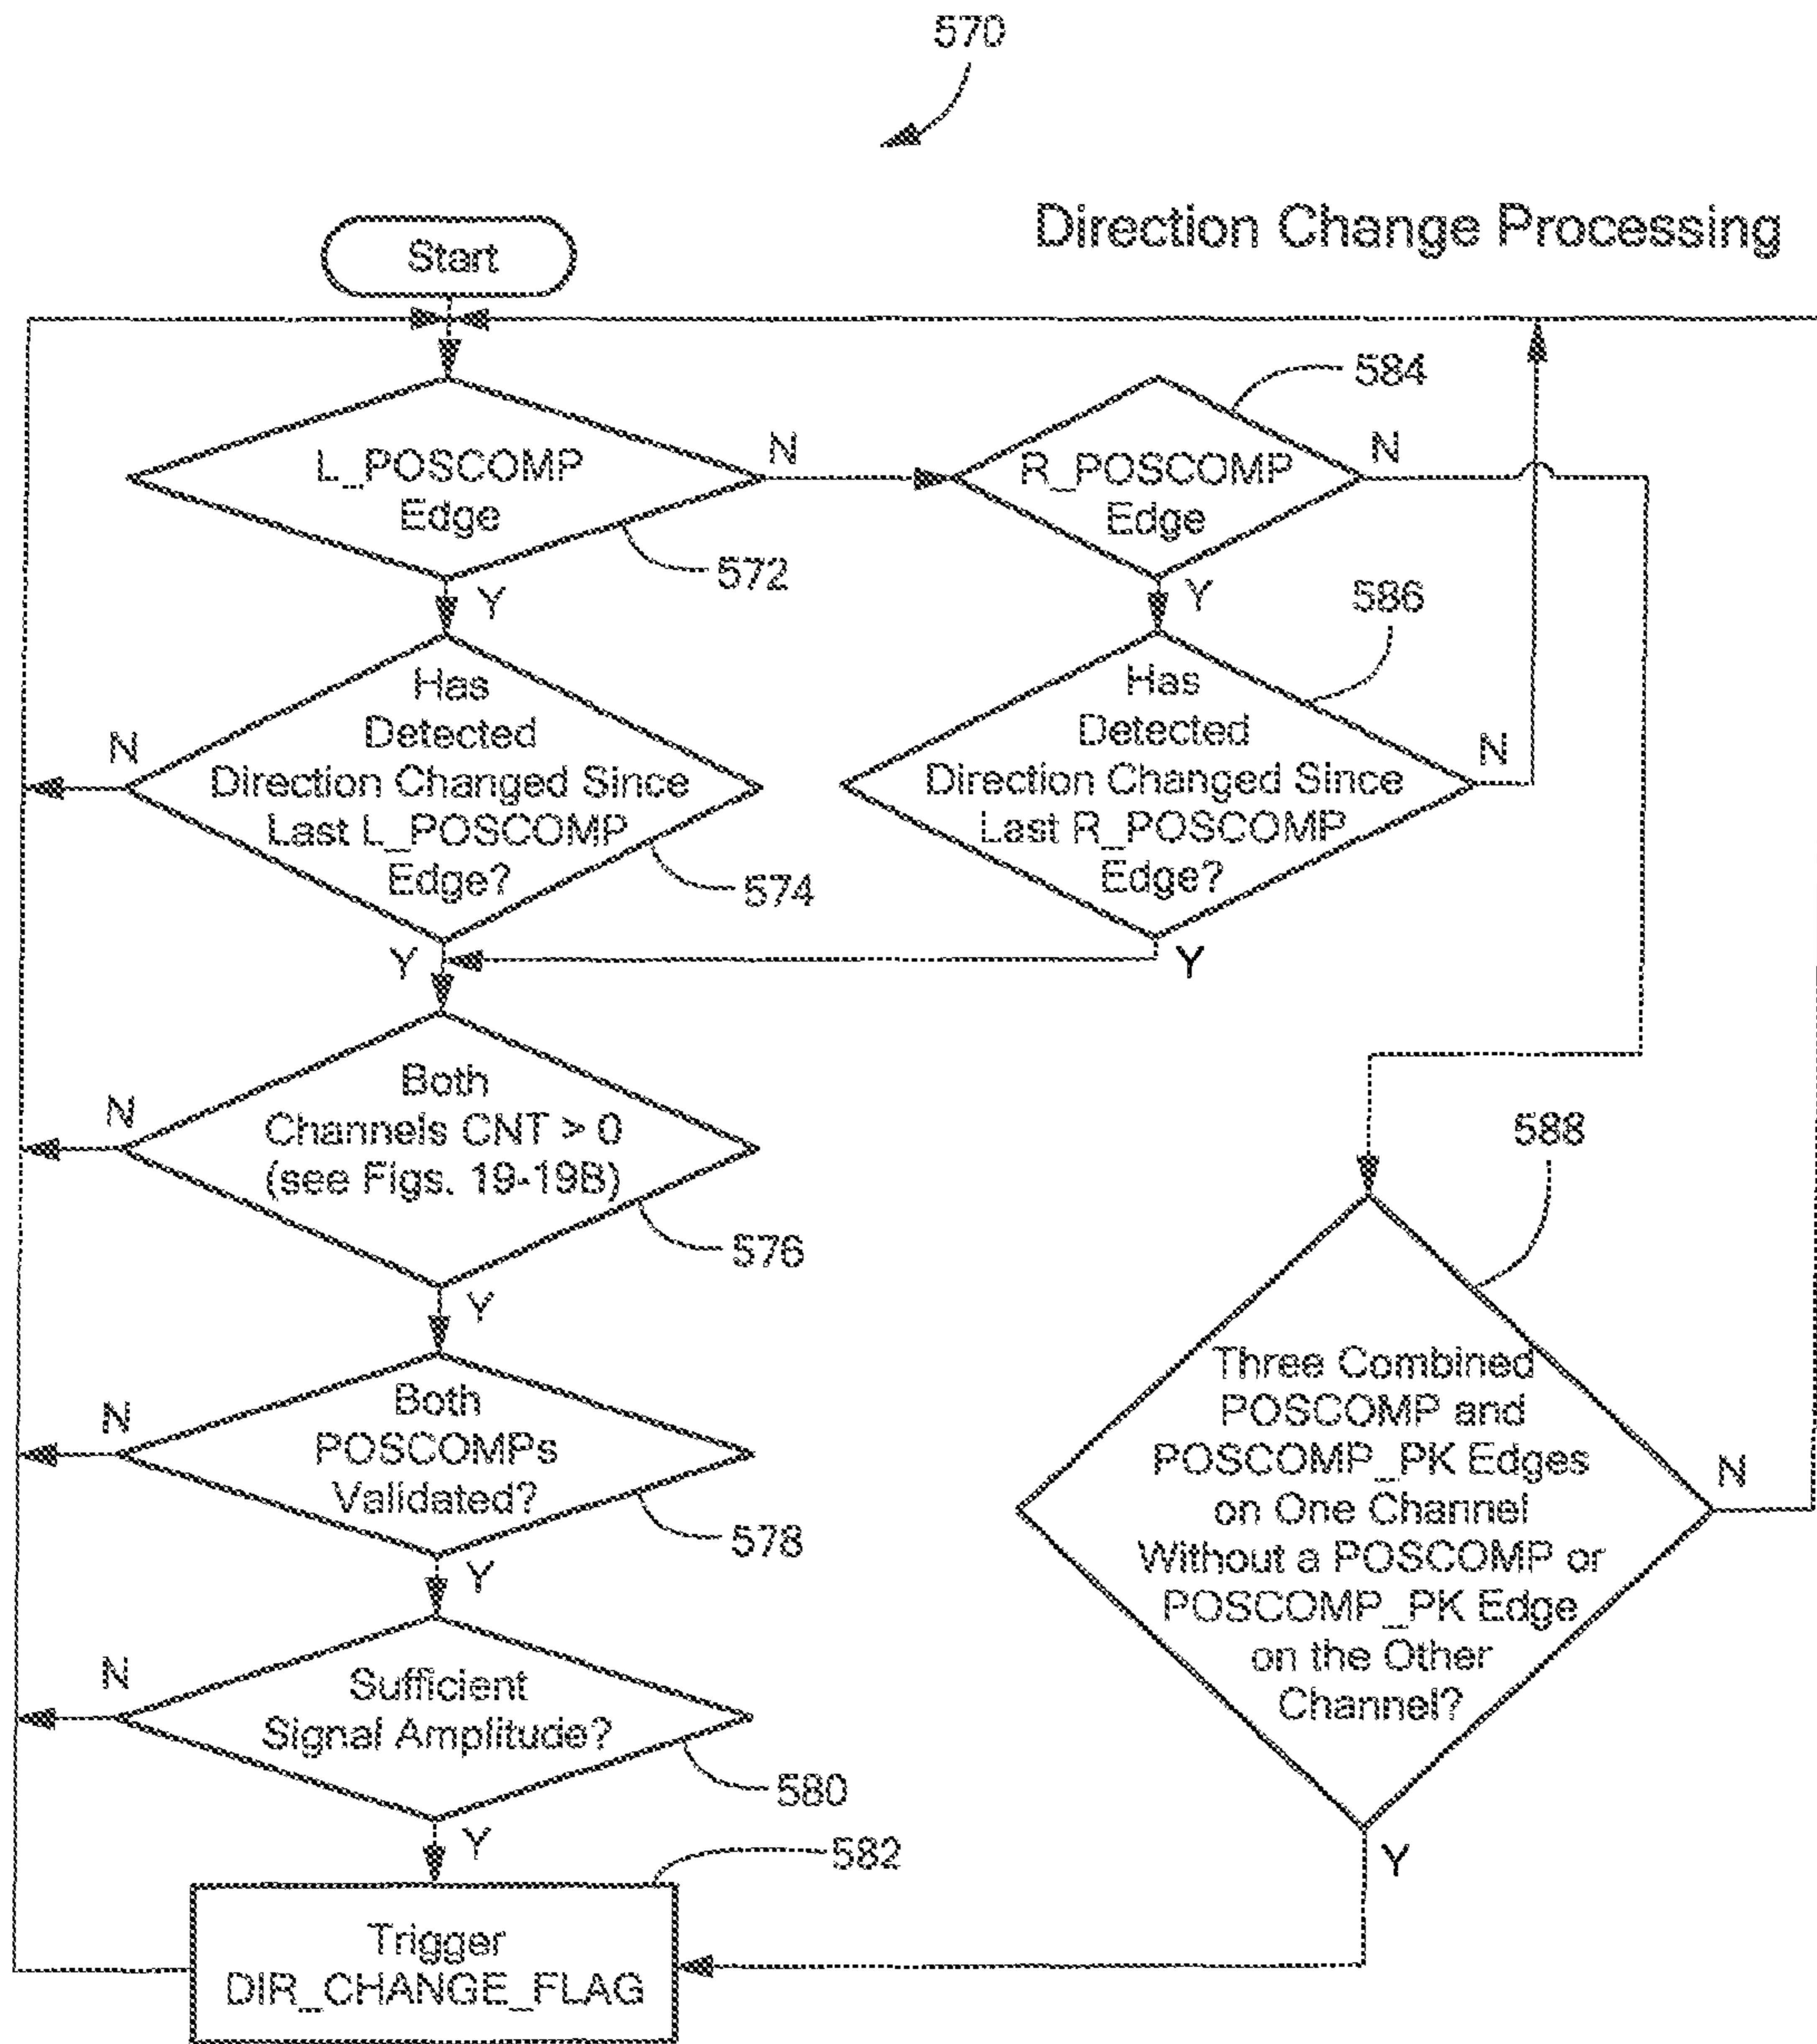 570
Direction Change Processing
Start
L_POSCOMP
Edge
N
572
Y
584
R_POSCOMP
Edge
N
Y
586
Has
Detected
Direction Changed Since
Last L_POSCOMP
Edge?
N
574
Y
Has
Detected
Direction Changed Since
Last R_POSCOMP
Edge?
N
Y
Both
Channels CNT > 0
(see Figs. 19-19B)
N
576
Y
588
Both
POSCOMPs
Validated?
N
578
Y
Three Combined
POSCOMP and
POSCOMP_PK Edges
on One Channel
Without a POSCOMP or
POSCOMP_PK Edge
on the Other
Channel?
N
Y
Sufficient
Signal Amplitude?
N
580
Y
582
Trigger
DIR_CHANGE_FLAG